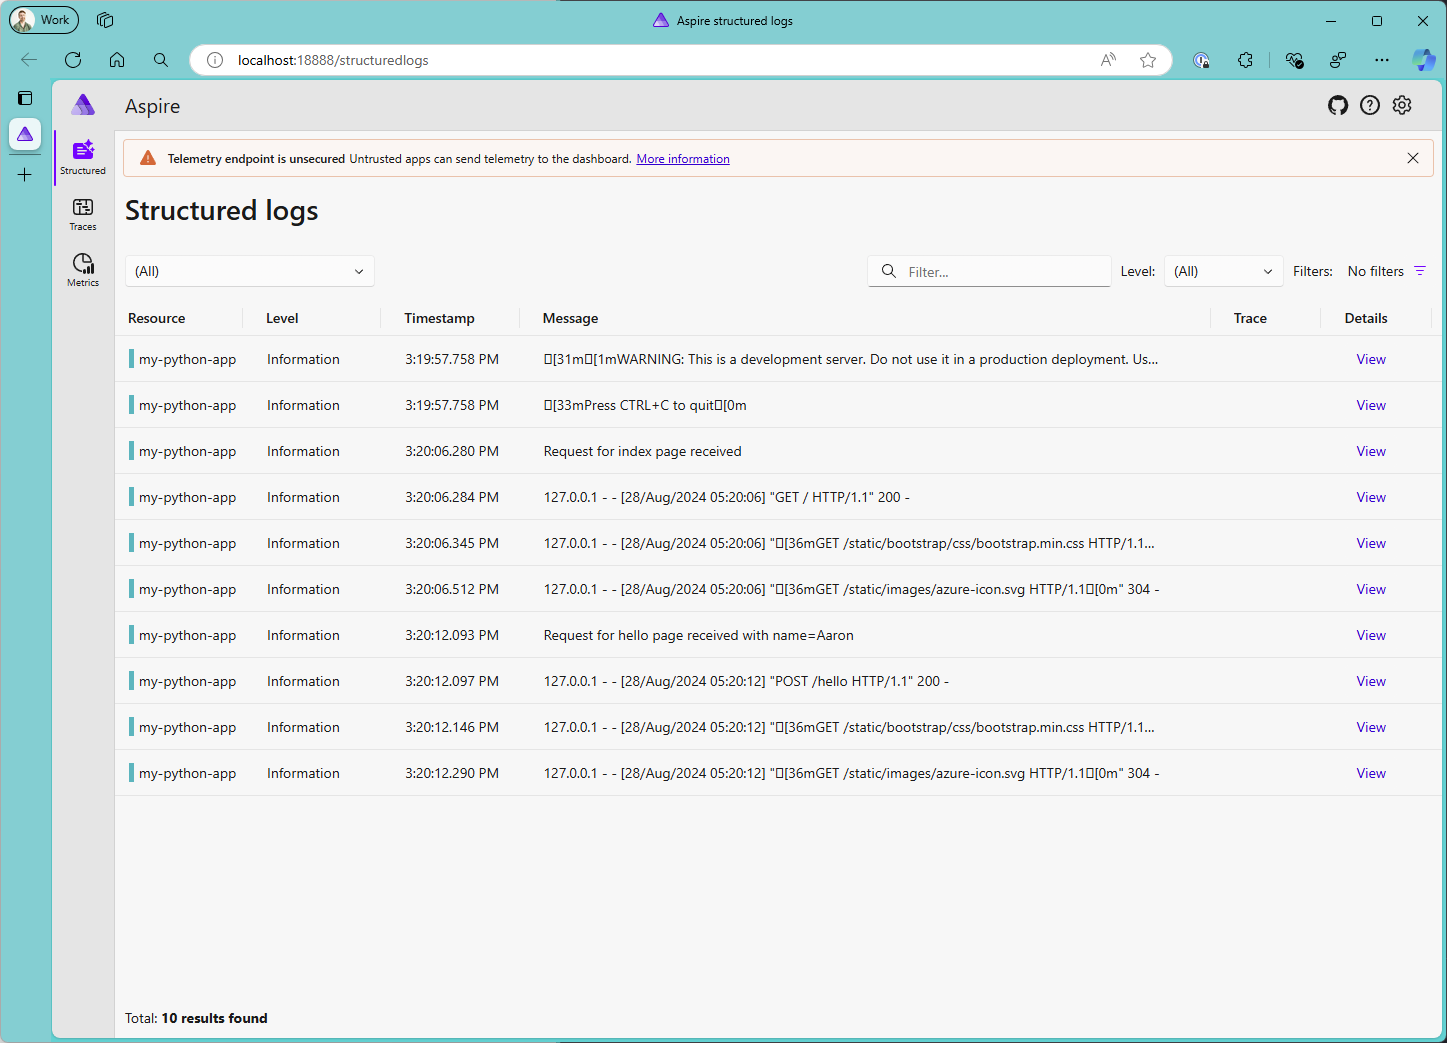 Work
Aspire structured logs
localhost:18888/structuredlogs
Aspire
Telemetry endpoint is unsecured Untrusted apps can send telemetry to the dashboard. More information
Structured
Traces
Metrics
Structured logs
(All)
Filter...
Level:
(All)
Filters:
No filters
Resource Level Timestamp Message Trace Details
my-python-app Information 3:19:57.758 PM ▯[31m▯[1mWARNING: This is a development server. Do not use it in a production deployment. Us... View
my-python-app Information 3:19:57.758 PM ▯[33mPress CTRL+C to quit▯[0m View
my-python-app Information 3:20:06.280 PM Request for index page received View
my-python-app Information 3:20:06.284 PM 127.0.0.1 - - [28/Aug/2024 05:20:06] "GET / HTTP/1.1" 200 - View
my-python-app Information 3:20:06.345 PM 127.0.0.1 - - [28/Aug/2024 05:20:06] "▯[36mGET /static/bootstrap/css/bootstrap.min.css HTTP/1.1... View
my-python-app Information 3:20:06.512 PM 127.0.0.1 - - [28/Aug/2024 05:20:06] "▯[36mGET /static/images/azure-icon.svg HTTP/1.1▯[0m" 304 - View
my-python-app Information 3:20:12.093 PM Request for hello page received with name=Aaron View
my-python-app Information 3:20:12.097 PM 127.0.0.1 - - [28/Aug/2024 05:20:12] "POST /hello HTTP/1.1" 200 - View
my-python-app Information 3:20:12.146 PM 127.0.0.1 - - [28/Aug/2024 05:20:12] "▯[36mGET /static/bootstrap/css/bootstrap.min.css HTTP/1.1... View
my-python-app Information 3:20:12.290 PM 127.0.0.1 - - [28/Aug/2024 05:20:12] "▯[36mGET /static/images/azure-icon.svg HTTP/1.1▯[0m" 304 - View
Total: 10 results found